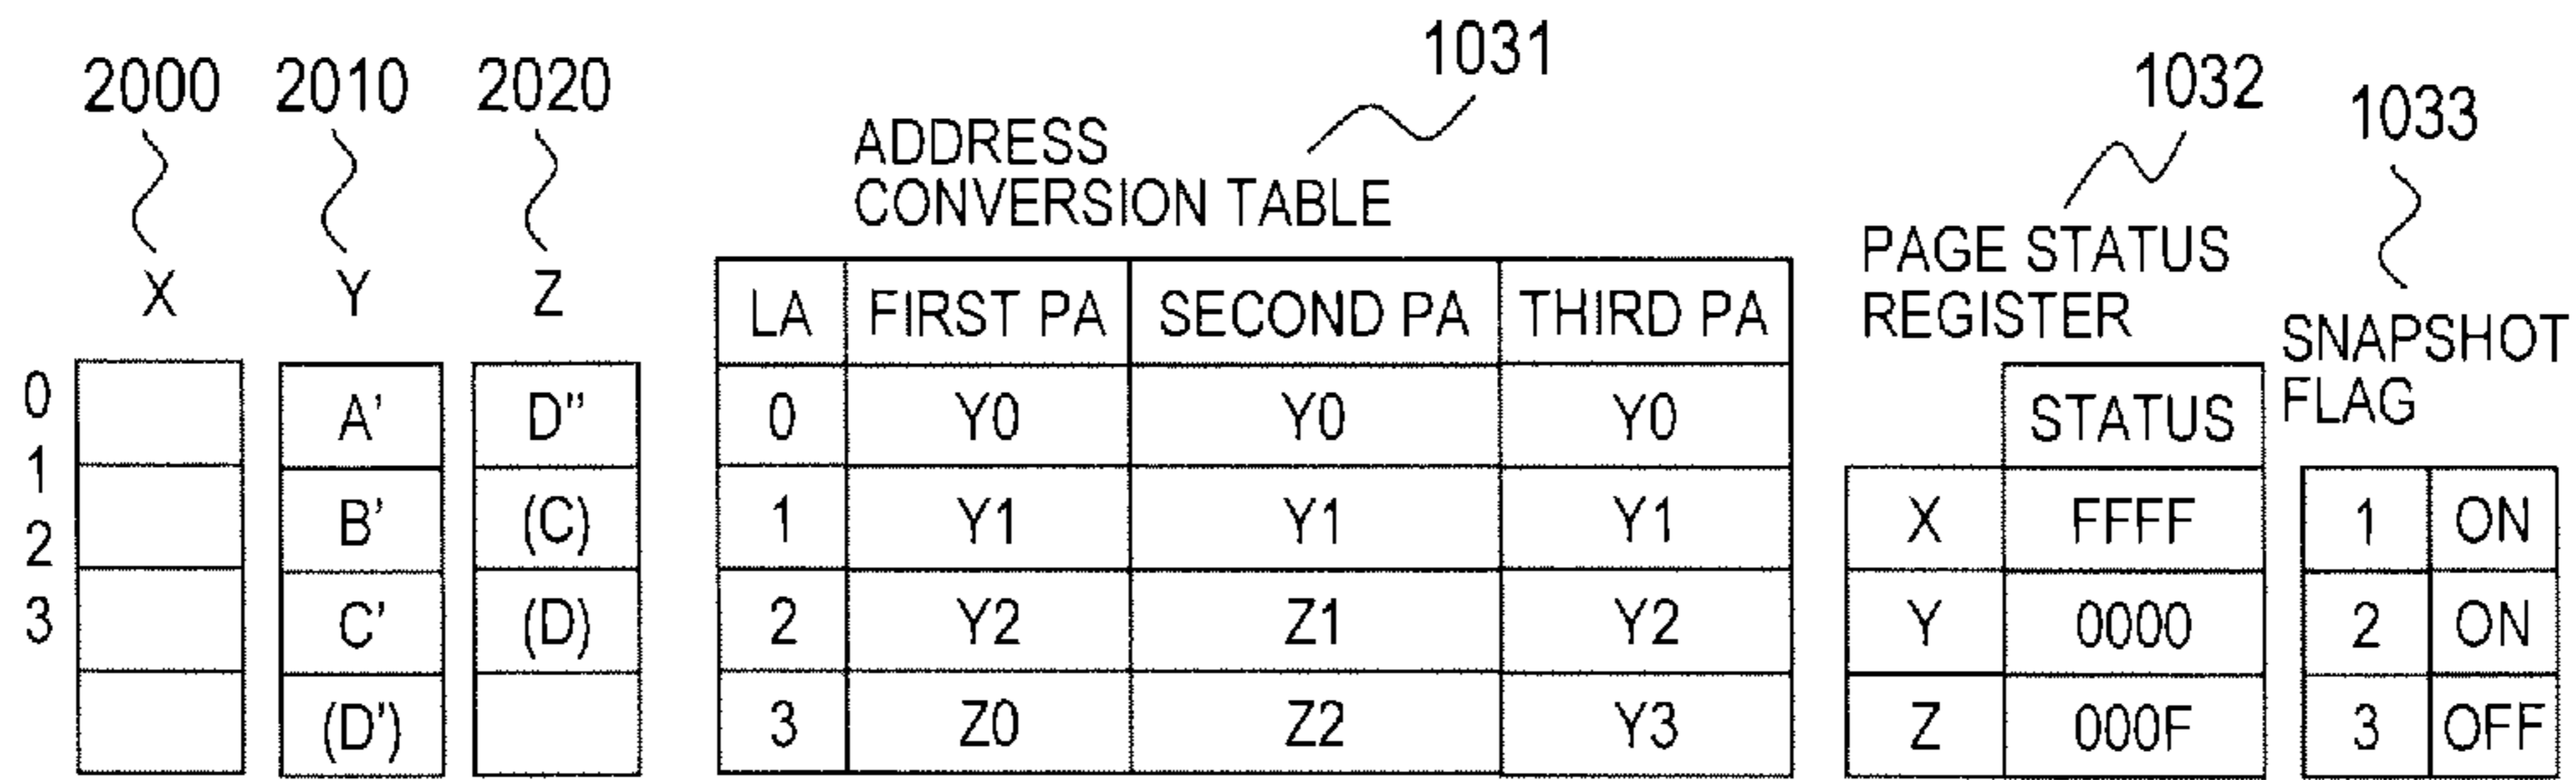 2000 2010 2020 1031 1032 1033
ADDRESS
CONVERSION TABLE
X Y Z
PAGE STATUS
REGISTER
SNAPSHOT
FLAG
0
1
2
3
A' D"
B' (C)
C' (D)
(D')
LA FIRST PA SECOND PA THIRD PA
0 Y0 Y0 Y0
1 Y1 Y1 Y1
2 Y2 Z1 Y2
3 Z0 Z2 Y3
STATUS
X FFFF
Y 0000
Z 000F
1 ON
2 ON
3 OFF